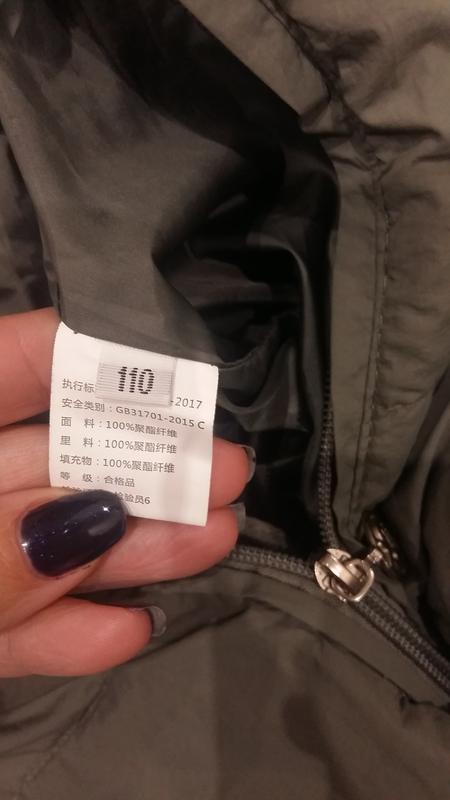 110
执行标 -2017
安全类别：GB31701-2015 C
面 料：100%聚酯纤维
里 料：100%聚酯纤维
填充物：100%聚酯纤维
等 级：合格品
检验员6